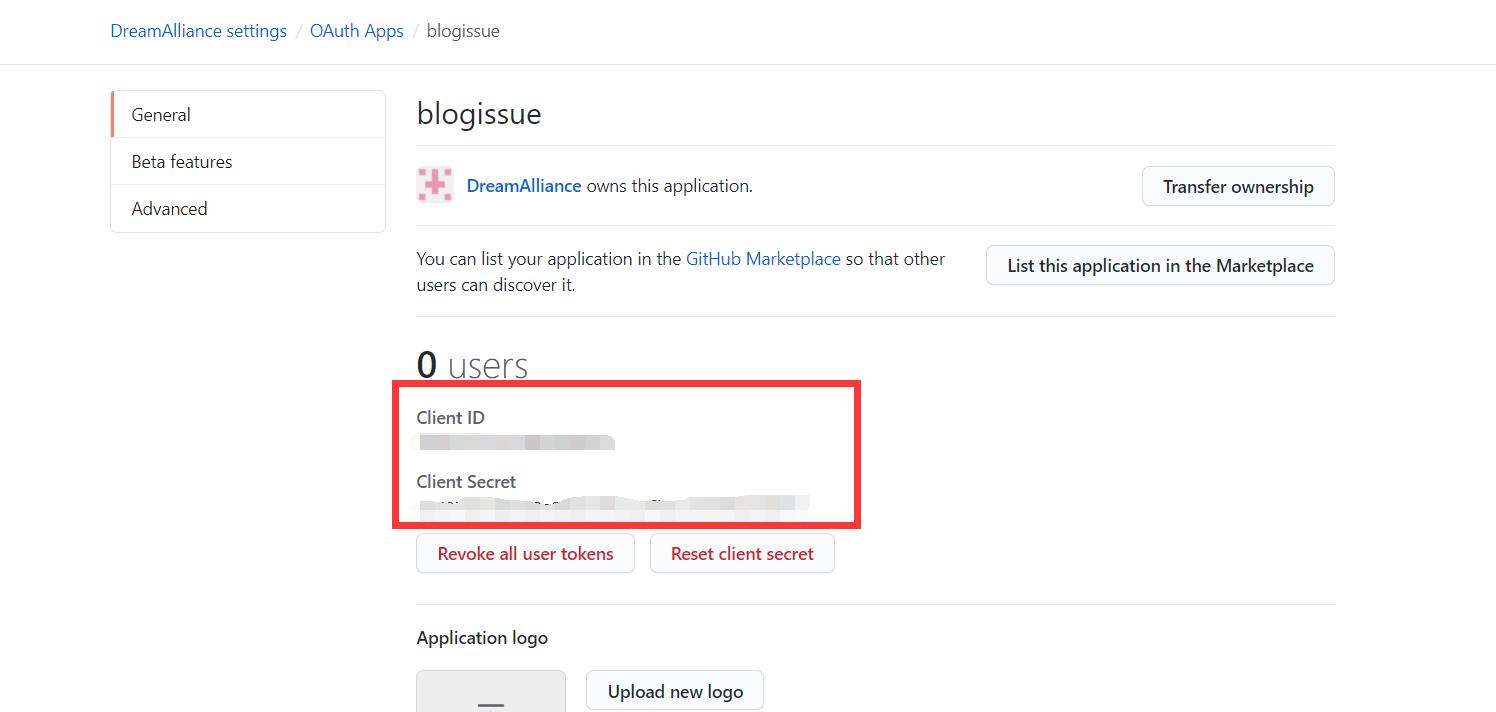 DreamAlliance settings / OAuth Apps / blogissue
General
Beta features
Advanced
blogissue
DreamAlliance owns this application.
Transfer ownership
You can list your application in the GitHub Marketplace so that other
users can discover it.
List this application in the Marketplace
0 users
Client ID
Client Secret
Revoke all user tokens
Reset client secret
Application logo
Upload new logo